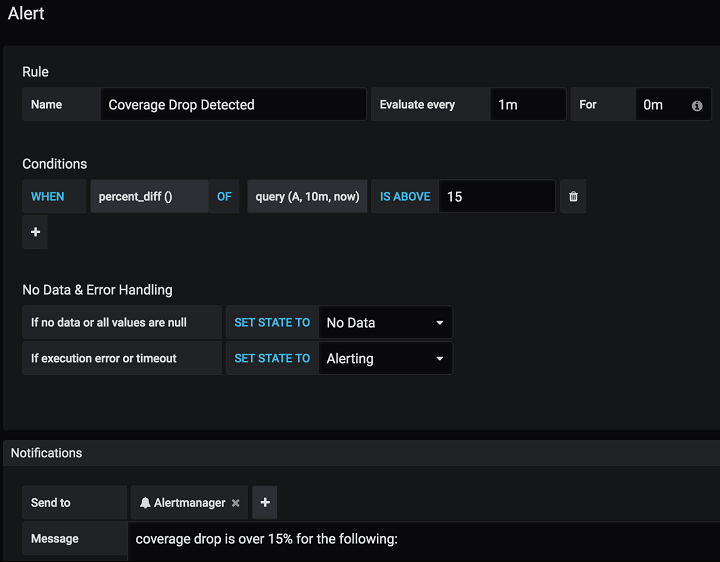 Alert
Rule
Name Coverage Drop Detected Evaluate every 1m For 0m
Conditions
WHEN percent_diff () OF query (A, 10m, now) IS ABOVE 15
+
No Data & Error Handling
If no data or all values are null SET STATE TO No Data
If execution error or timeout SET STATE TO Alerting
Notifications
Send to Alertmanager × +
Message coverage drop is over 15% for the following: